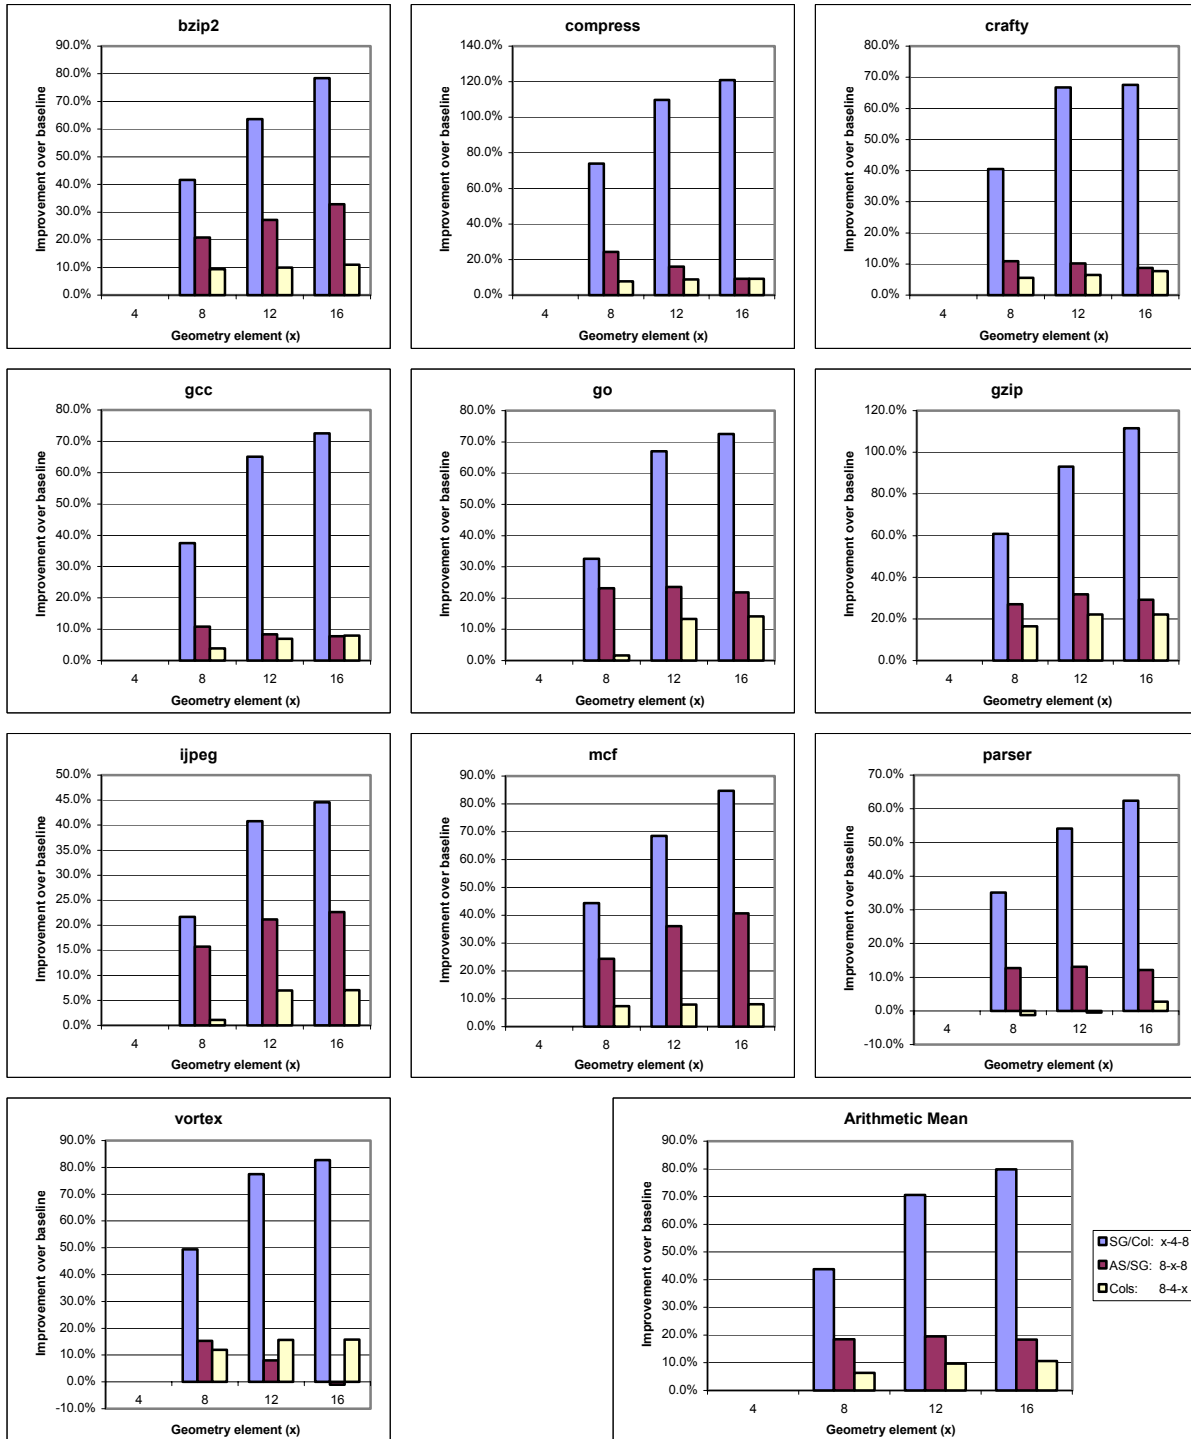 bzip2
90.0%
80.0%
70.0%
60.0%
50.0%
40.0%
30.0%
20.0%
10.0%
0.0%
Improvement over baseline
4 8 12 16
Geometry element (x)
compress
140.0%
120.0%
100.0%
80.0%
60.0%
40.0%
20.0%
0.0%
Improvement over baseline
4 8 12 16
Geometry element (x)
crafty
80.0%
70.0%
60.0%
50.0%
40.0%
30.0%
20.0%
10.0%
0.0%
Improvement over baseline
4 8 12 16
Geometry element (x)
gcc
80.0%
70.0%
60.0%
50.0%
40.0%
30.0%
20.0%
10.0%
0.0%
Improvement over baseline
4 8 12 16
Geometry element (x)
go
80.0%
70.0%
60.0%
50.0%
40.0%
30.0%
20.0%
10.0%
0.0%
Improvement over baseline
4 8 12 16
Geometry element (x)
gzip
120.0%
100.0%
80.0%
60.0%
40.0%
20.0%
0.0%
Improvement over baseline
4 8 12 16
Geometry element (x)
ijpeg
50.0%
45.0%
40.0%
35.0%
30.0%
25.0%
20.0%
15.0%
10.0%
5.0%
0.0%
Improvement over baseline
4 8 12 16
Geometry element (x)
mcf
90.0%
80.0%
70.0%
60.0%
50.0%
40.0%
30.0%
20.0%
10.0%
0.0%
Improvement over baseline
4 8 12 16
Geometry element (x)
parser
70.0%
60.0%
50.0%
40.0%
30.0%
20.0%
10.0%
0.0%
-10.0%
Improvement over baseline
4 8 12 16
Geometry element (x)
vortex
90.0%
80.0%
70.0%
60.0%
50.0%
40.0%
30.0%
20.0%
10.0%
0.0%
-10.0%
Improvement over baseline
4 8 12 16
Geometry element (x)
Arithmetic Mean
90.0%
80.0%
70.0%
60.0%
50.0%
40.0%
30.0%
20.0%
10.0%
0.0%
Improvement over baseline
4 8 12 16
Geometry element (x)
SG/Col: x-4-8
AS/SG: 8-x-8
Cols: 8-4-x